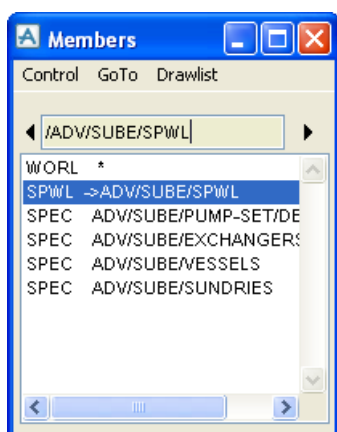 Members
Control GoTo Drawlist
/ADV/SUBE/SPWL
WORL *
SPWL ->ADV/SUBE/SPWL
SPEC ADV/SUBE/PUMP-SET/DE
SPEC ADV/SUBE/EXCHANGERS
SPEC ADV/SUBE/VESSELS
SPEC ADV/SUBE/SUNDRIES